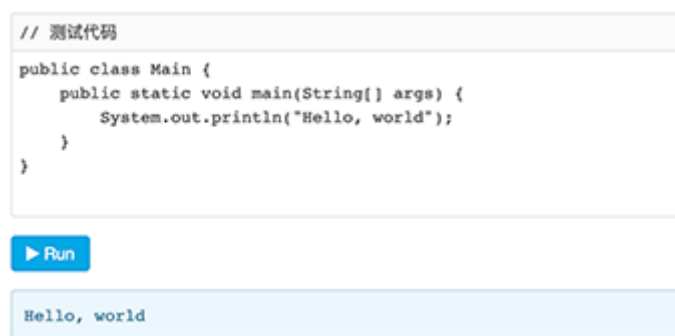 // 测试代码
public class Main {
    public static void main(String[] args) {
        System.out.println("Hello, world");
    }
}
Run
Hello, world